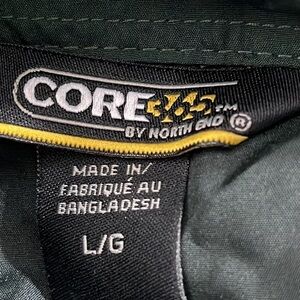 CORE365™
BY NORTH END®
MADE IN/
FABRIQUÉ AU
BANGLADESH
L/G